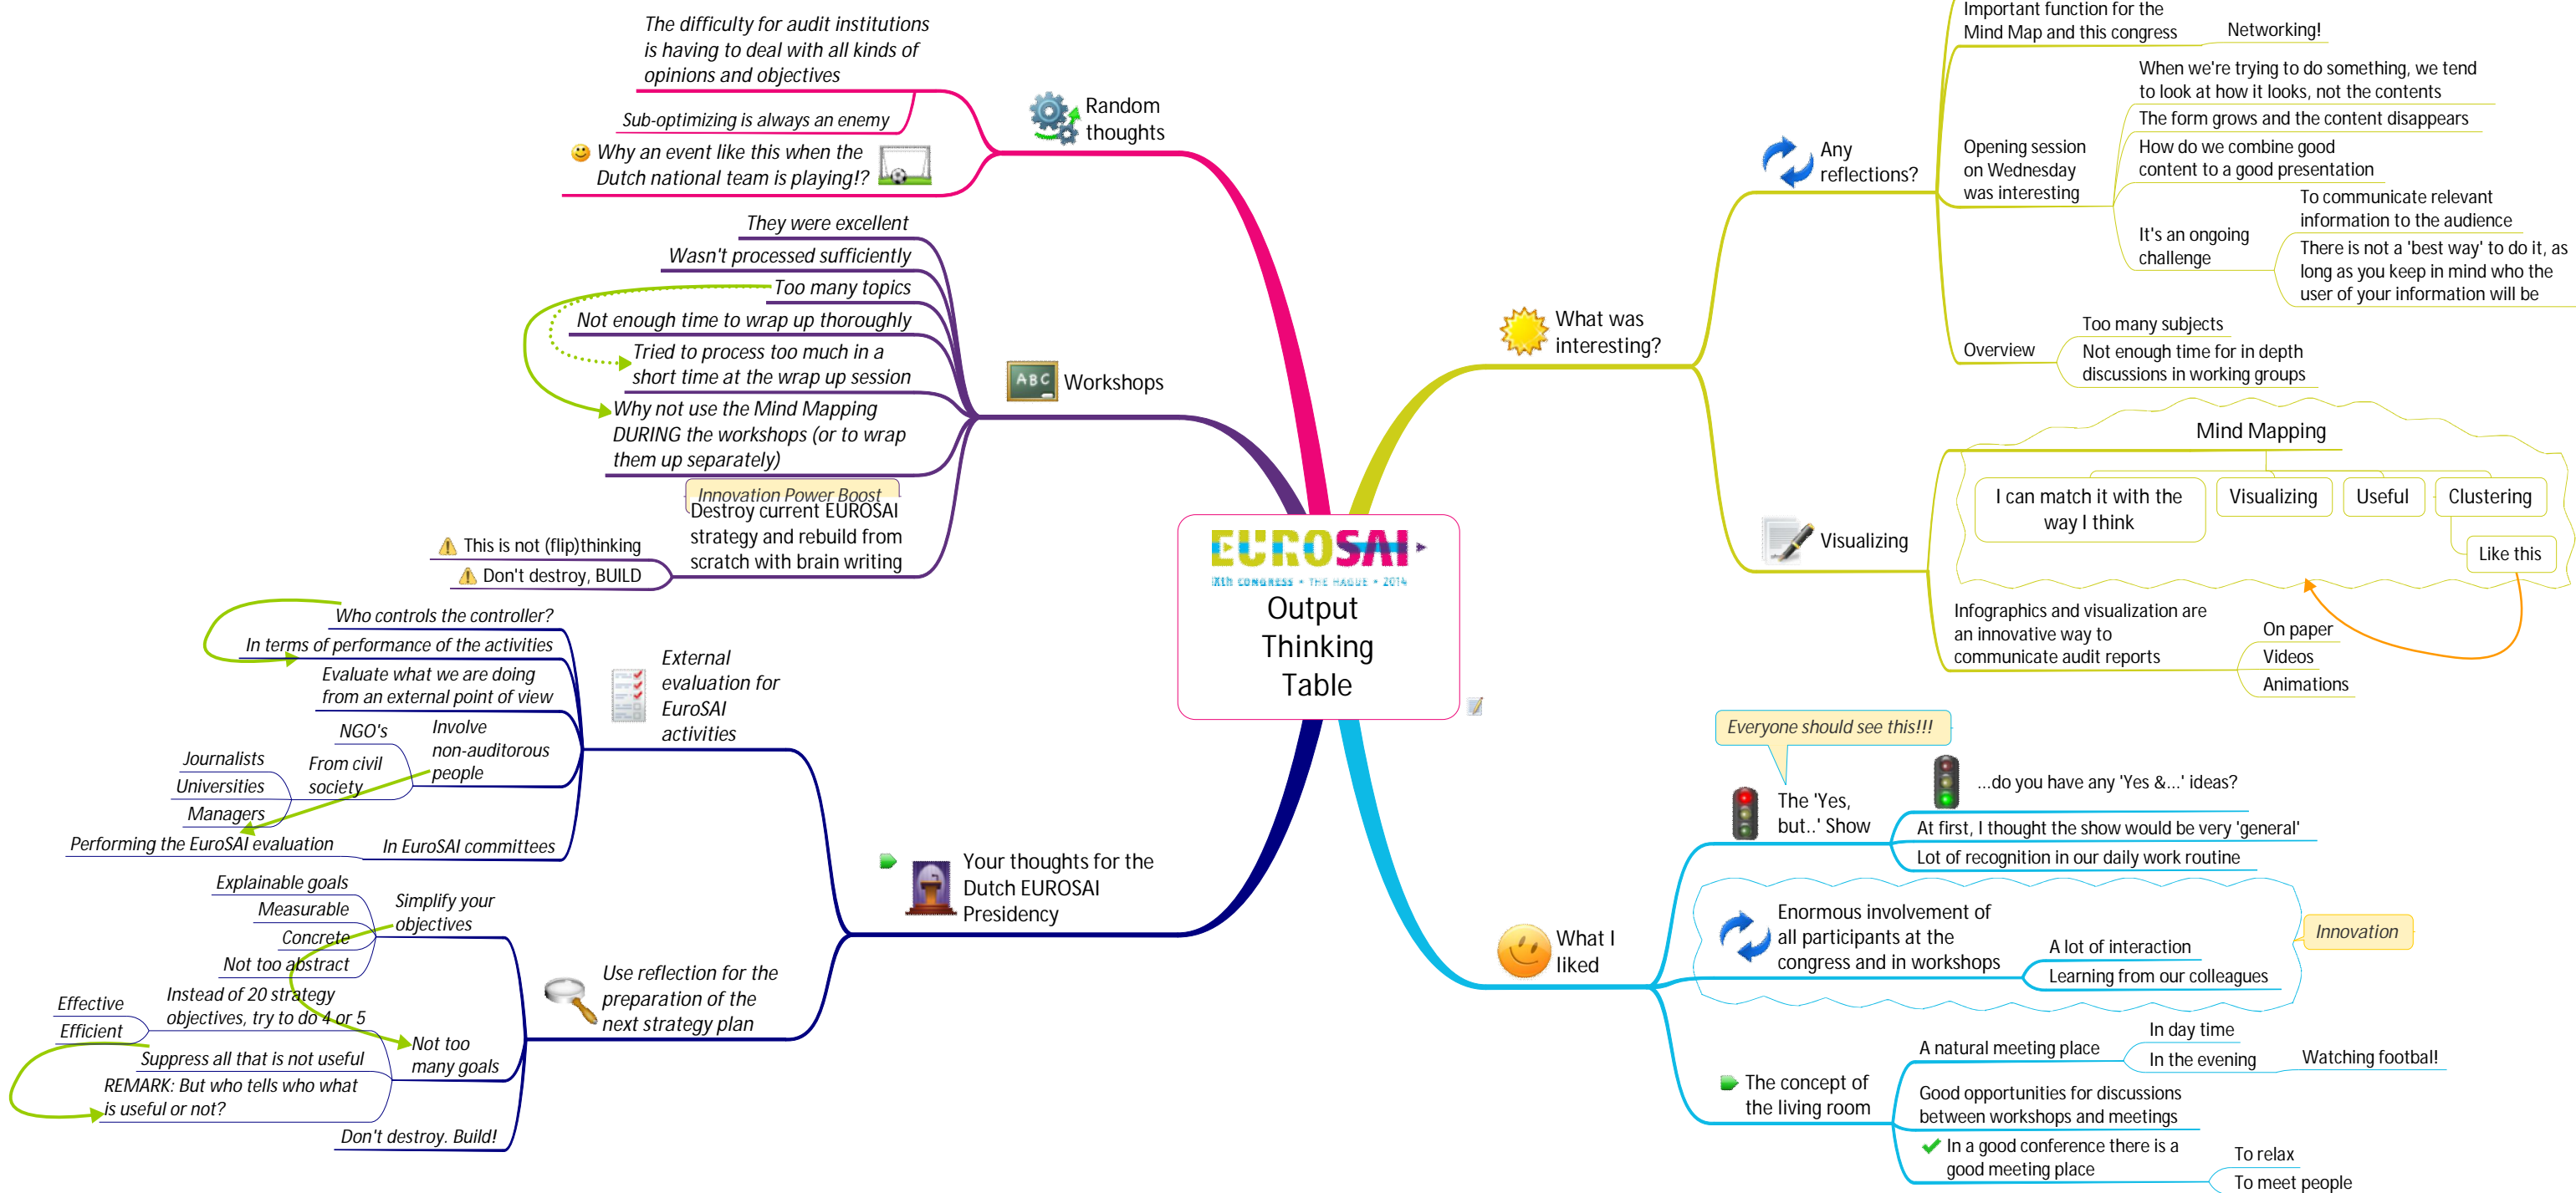 The difficulty for audit institutions
is having to deal with all kinds of
opinions and objectives
Sub-optimizing is always an enemy
Why an event like this when the
Dutch national team is playing!?
Random
thoughts
They were excellent
Wasn't processed sufficiently
Too many topics
Not enough time to wrap up thoroughly
Tried to process too much in a
short time at the wrap up session
Why not use the Mind Mapping
DURING the workshops (or to wrap
them up separately)
Innovation Power Boost
Destroy current EUROSAI
strategy and rebuild from
scratch with brain writing
This is not (flip)thinking
Don't destroy, BUILD
ABC
Workshops
Who controls the controller?
In terms of performance of the activities
Evaluate what we are doing
from an external point of view
Involve
non-auditorous
people
NGO's
From civil
society
Journalists
Universities
Managers
In EuroSAI committees
Performing the EuroSAI evaluation
External
evaluation for
EuroSAI
activities
Simplify your
objectives
Explainable goals
Measurable
Concrete
Not too abstract
Not too
many goals
Instead of 20 strategy
objectives, try to do 4 or 5
Effective
Efficient
Suppress all that is not useful
REMARK: But who tells who what
is useful or not?
Don't destroy. Build!
Use reflection for the
preparation of the
next strategy plan
Your thoughts for the
Dutch EUROSAI
Presidency
EUROSAI
IXth CONGRESS • THE HAGUE • 2014
Output
Thinking
Table
What was
interesting?
Any
reflections?
Important function for the
Mind Map and this congress
Networking!
Opening session
on Wednesday
was interesting
When we're trying to do something, we tend
to look at how it looks, not the contents
The form grows and the content disappears
How do we combine good
content to a good presentation
It's an ongoing
challenge
To communicate relevant
information to the audience
There is not a 'best way' to do it, as
long as you keep in mind who the
user of your information will be
Overview
Too many subjects
Not enough time for in depth
discussions in working groups
Visualizing
Mind Mapping
I can match it with the
way I think
Visualizing
Useful
Clustering
Like this
Infographics and visualization are
an innovative way to
communicate audit reports
On paper
Videos
Animations
What I
liked
Everyone should see this!!!
The 'Yes,
but..' Show
...do you have any 'Yes &...' ideas?
At first, I thought the show would be very 'general'
Lot of recognition in our daily work routine
Enormous involvement of
all participants at the
congress and in workshops
A lot of interaction
Learning from our colleagues
Innovation
The concept of
the living room
A natural meeting place
In day time
In the evening
Watching footbal!
Good opportunities for discussions
between workshops and meetings
In a good conference there is a
good meeting place
To relax
To meet people